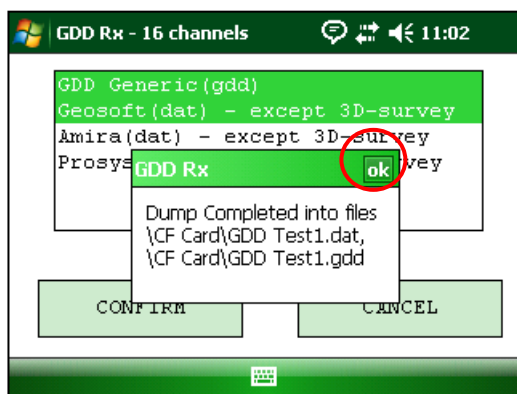 GDD Rx - 16 channels 11:02
GDD Generic(gdd)
Geosoft(dat) - except 3D-survey
Amira(dat) - except 3D-survey
GDD Rx ok
Dump Completed into files
\CF Card\GDD Test1.dat,
\CF Card\GDD Test1.gdd
CONFIRM CANCEL